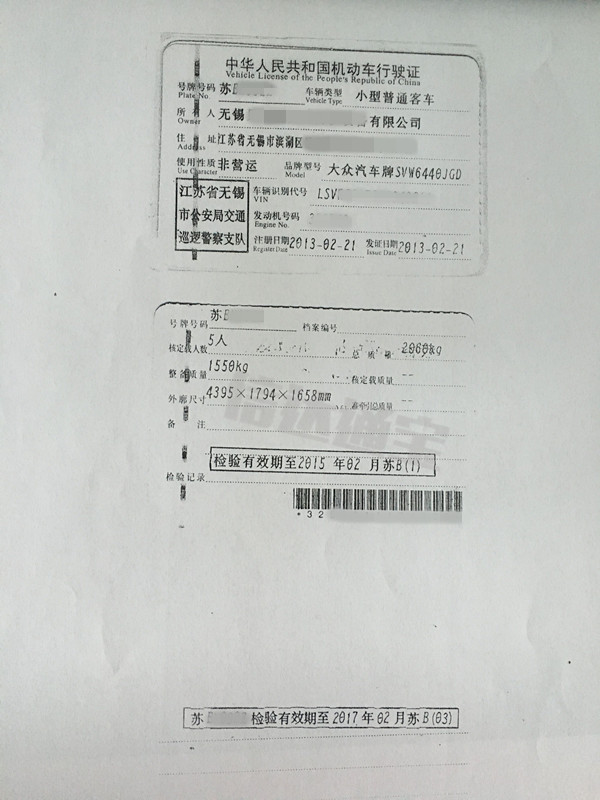 中华人民共和国机动车行驶证
Vehicle License of the People's Republic of China
号牌号码 苏B 车辆类型 小型普通客车
Plate No. Vehicle Type
所有人 无锡 有限公司
Owner
住址 江苏省无锡市滨湖区
Address
使用性质 非营运 品牌型号 大众汽车牌SVW6440JGD
Use Character Model
江苏省无锡
市公安局交通
巡逻警察支队
车辆识别代号 LSV
VIN
发动机号码
Engine No.
注册日期 2013-02-21 发证日期 2013-02-21
Register Date Issue Date
号牌号码 苏B 档案编号
核定载人数 5人 总质量 2060kg
整备质量 1550kg 核定载质量 --
外廓尺寸 4395×1794×1658mm 准牵引总质量 --
备注
检验有效期至2015年02月苏B(1)
检验记录
*32
苏 检验有效期至2017年02月苏B(03)